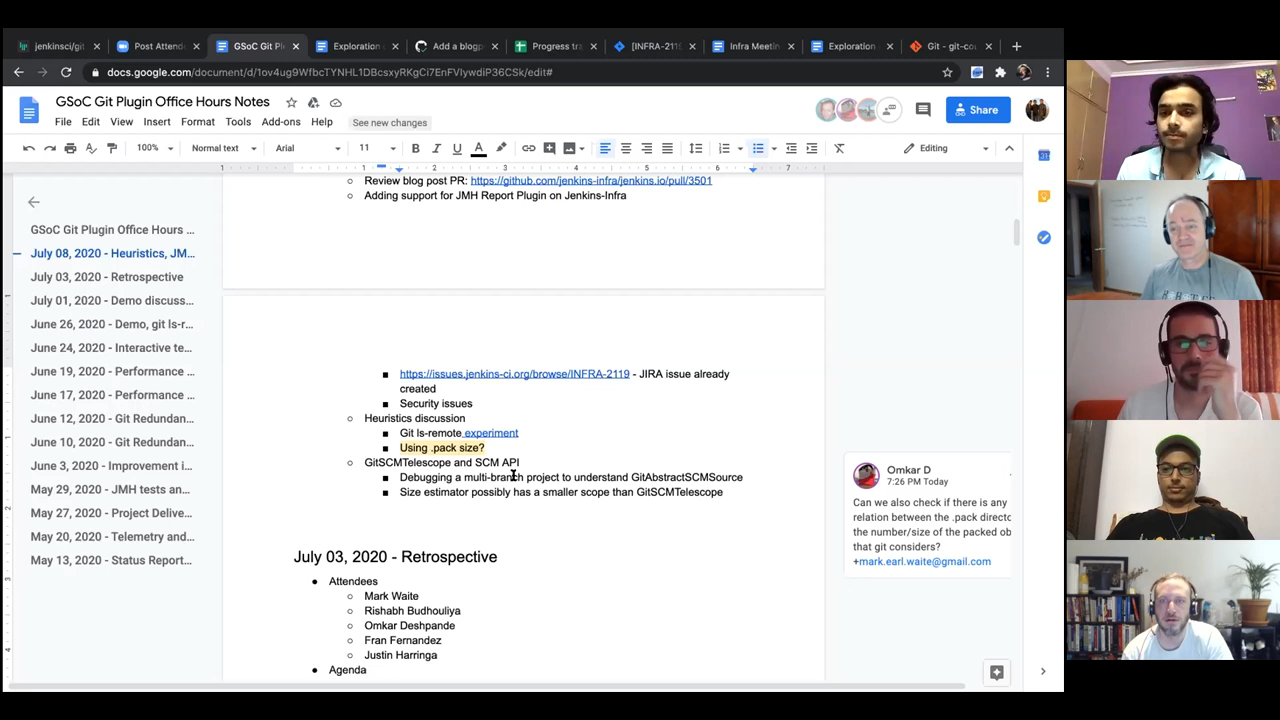 jenkinsci/git
Post Attend
GSoC Git Pl
Exploration
Add a blogp
Progress tra
[INFRA-211
Infra Meetin
Exploration
Git - git-cou
docs.google.com/document/d/1ov4ug9WfbcTYNHL1DBcsxyRKgCi7EnFVIywdiP36CSk/edit#
GSoC Git Plugin Office Hours Notes
Share
File Edit View Insert Format Tools Add-ons Help See new changes
100% Normal text Arial 11 B I U A Editing
1 1 2 3 4 5 6 7
Review blog post PR: https://github.com/jenkins-infra/jenkins.io/pull/3501
Adding support for JMH Report Plugin on Jenkins-Infra
GSoC Git Plugin Office Hours ...
July 08, 2020 - Heuristics, JM...
July 03, 2020 - Retrospective
July 01, 2020 - Demo discuss...
June 26, 2020 - Demo, git ls-r...
June 24, 2020 - Interactive te...
June 19, 2020 - Performance ...
June 17, 2020 - Performance ...
June 12, 2020 - Git Redundan...
June 10, 2020 - Git Redundan...
June 3, 2020 - Improvement i...
May 29, 2020 - JMH tests an...
May 27, 2020 - Project Delive...
May 20, 2020 - Telemetry and...
May 13, 2020 - Status Report...
https://issues.jenkins-ci.org/browse/INFRA-2119 - JIRA issue already
created
Security issues
Heuristics discussion
Git ls-remote experiment
Using .pack size?
GitSCMTelescope and SCM API
Debugging a multi-branch project to understand GitAbstractSCMSource
Size estimator possibly has a smaller scope than GitSCMTelescope
July 03, 2020 - Retrospective
Attendees
Mark Waite
Rishabh Budhouliya
Omkar Deshpande
Fran Fernandez
Justin Harringa
Agenda
Omkar D
7:26 PM Today
Can we also check if there is any
relation between the .pack directo
the number/size of the packed ob
that git considers?
+mark.earl.waite@gmail.com